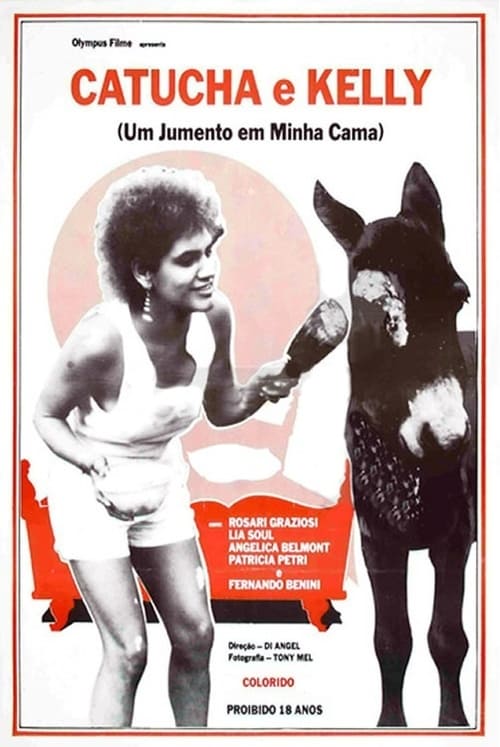 Olympus Filme apresenta
CATUCHA e KELLY
(Um Jumento em Minha Cama)
com: ROSARI GRAZIOSI
LIA SOUL
ANGELICA BELMONT
PATRICIA PETRI
e
FERNANDO BENINI
Direção – DI ANGEL
Fotografia – TONY MEL
COLORIDO
PROIBIDO 18 ANOS